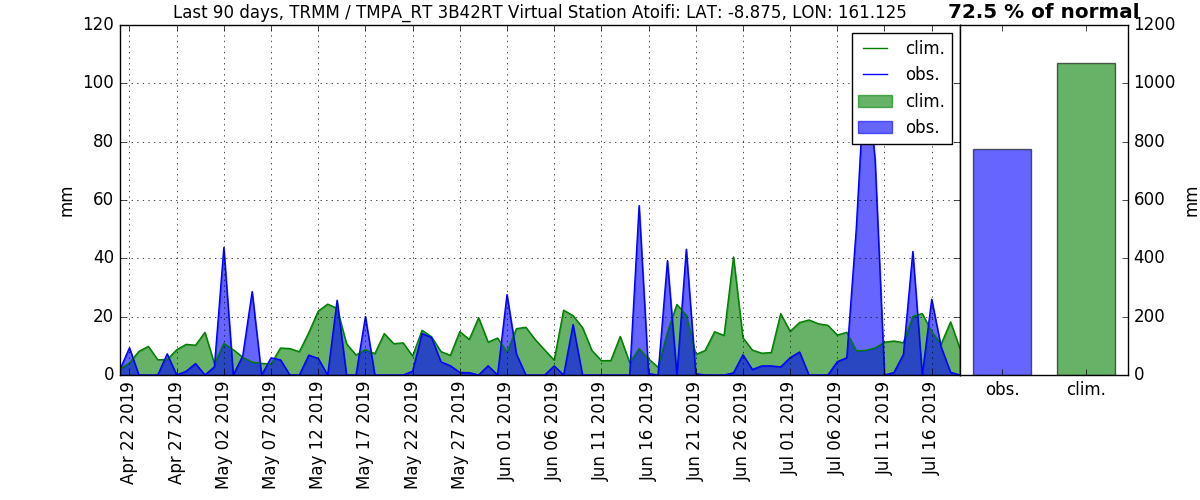 Last 90 days, TRMM / TMPA_RT 3B42RT Virtual Station Atoifi: LAT: -8.875, LON: 161.125
72.5 % of normal
120
100
80
60
40
20
0
mm
clim.
obs.
clim.
obs.
1200
1000
800
600
400
200
0
mm
Apr 22 2019
Apr 27 2019
May 02 2019
May 07 2019
May 12 2019
May 17 2019
May 22 2019
May 27 2019
Jun 01 2019
Jun 06 2019
Jun 11 2019
Jun 16 2019
Jun 21 2019
Jun 26 2019
Jul 01 2019
Jul 06 2019
Jul 11 2019
Jul 16 2019
obs.
clim.